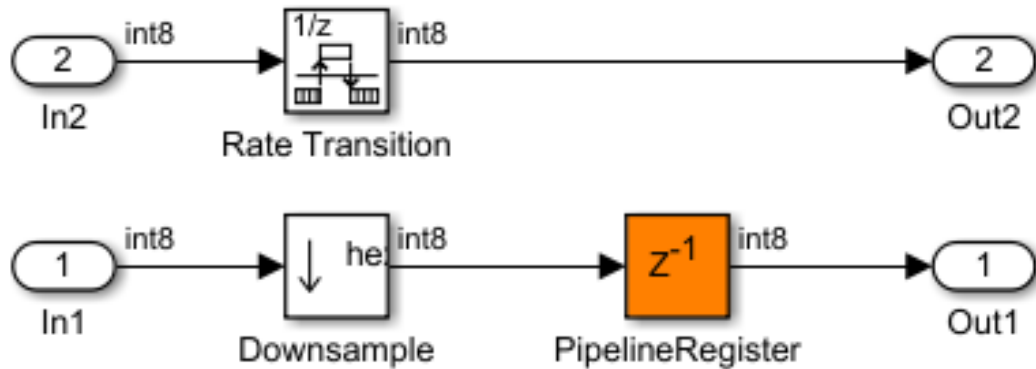 2 int8 1/z int8 2
In2 Rate Transition Out2
1 int8 int8 z-1 int8 1
In1 Downsample PipelineRegister Out1